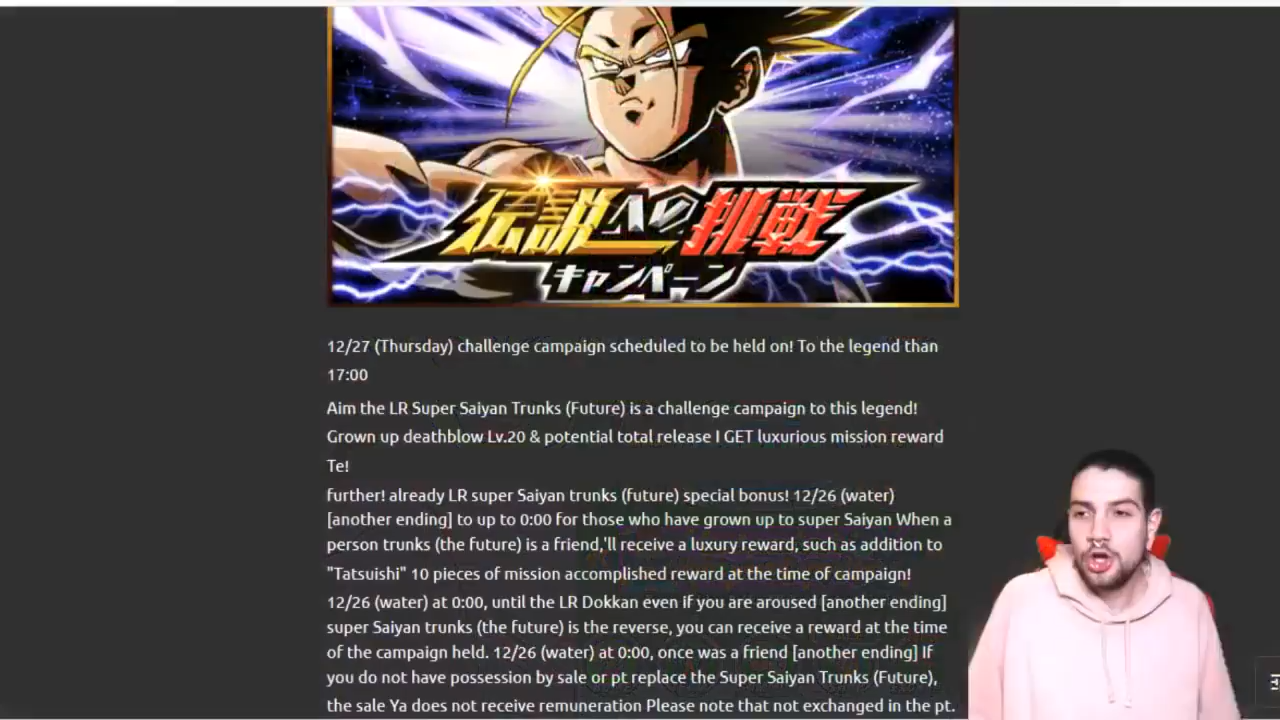 伝説への挑戦
キャンペーン
12/27 (Thursday) challenge campaign scheduled to be held on! To the legend than
17:00
Aim the LR Super Saiyan Trunks (Future) is a challenge campaign to this legend!
Grown up deathblow Lv.20 & potential total release I GET luxurious mission reward
Te!
further! already LR super Saiyan trunks (future) special bonus! 12/26 (water)
[another ending] to up to 0:00 for those who have grown up to super Saiyan When a
person trunks (the future) is a friend,'ll receive a luxury reward, such as addition to
"Tatsuishi" 10 pieces of mission accomplished reward at the time of campaign!
12/26 (water) at 0:00, until the LR Dokkan even if you are aroused [another ending]
super Saiyan trunks (the future) is the reverse, you can receive a reward at the time
of the campaign held. 12/26 (water) at 0:00, once was a friend [another ending] If
you do not have possession by sale or pt replace the Super Saiyan Trunks (Future),
the sale Ya does not receive remuneration Please note that not exchanged in the pt.